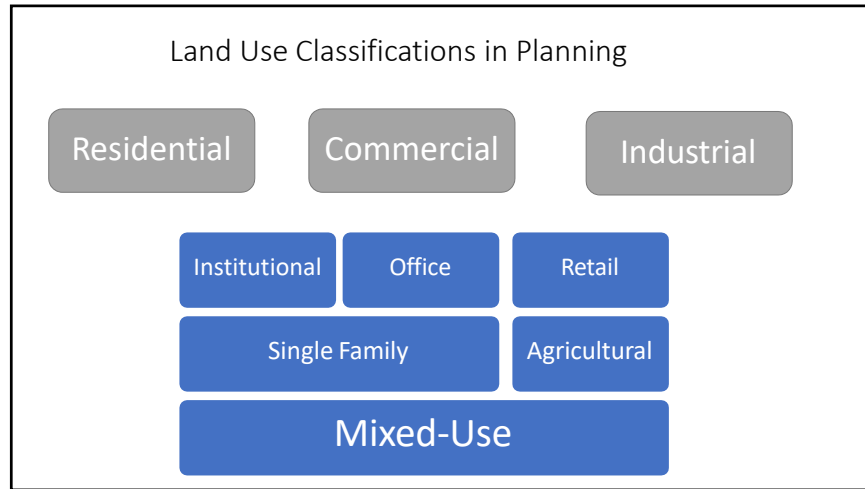 Land Use Classifications in Planning
Residential
Commercial
Industrial
Institutional
Office
Retail
Single Family
Agricultural
Mixed-Use